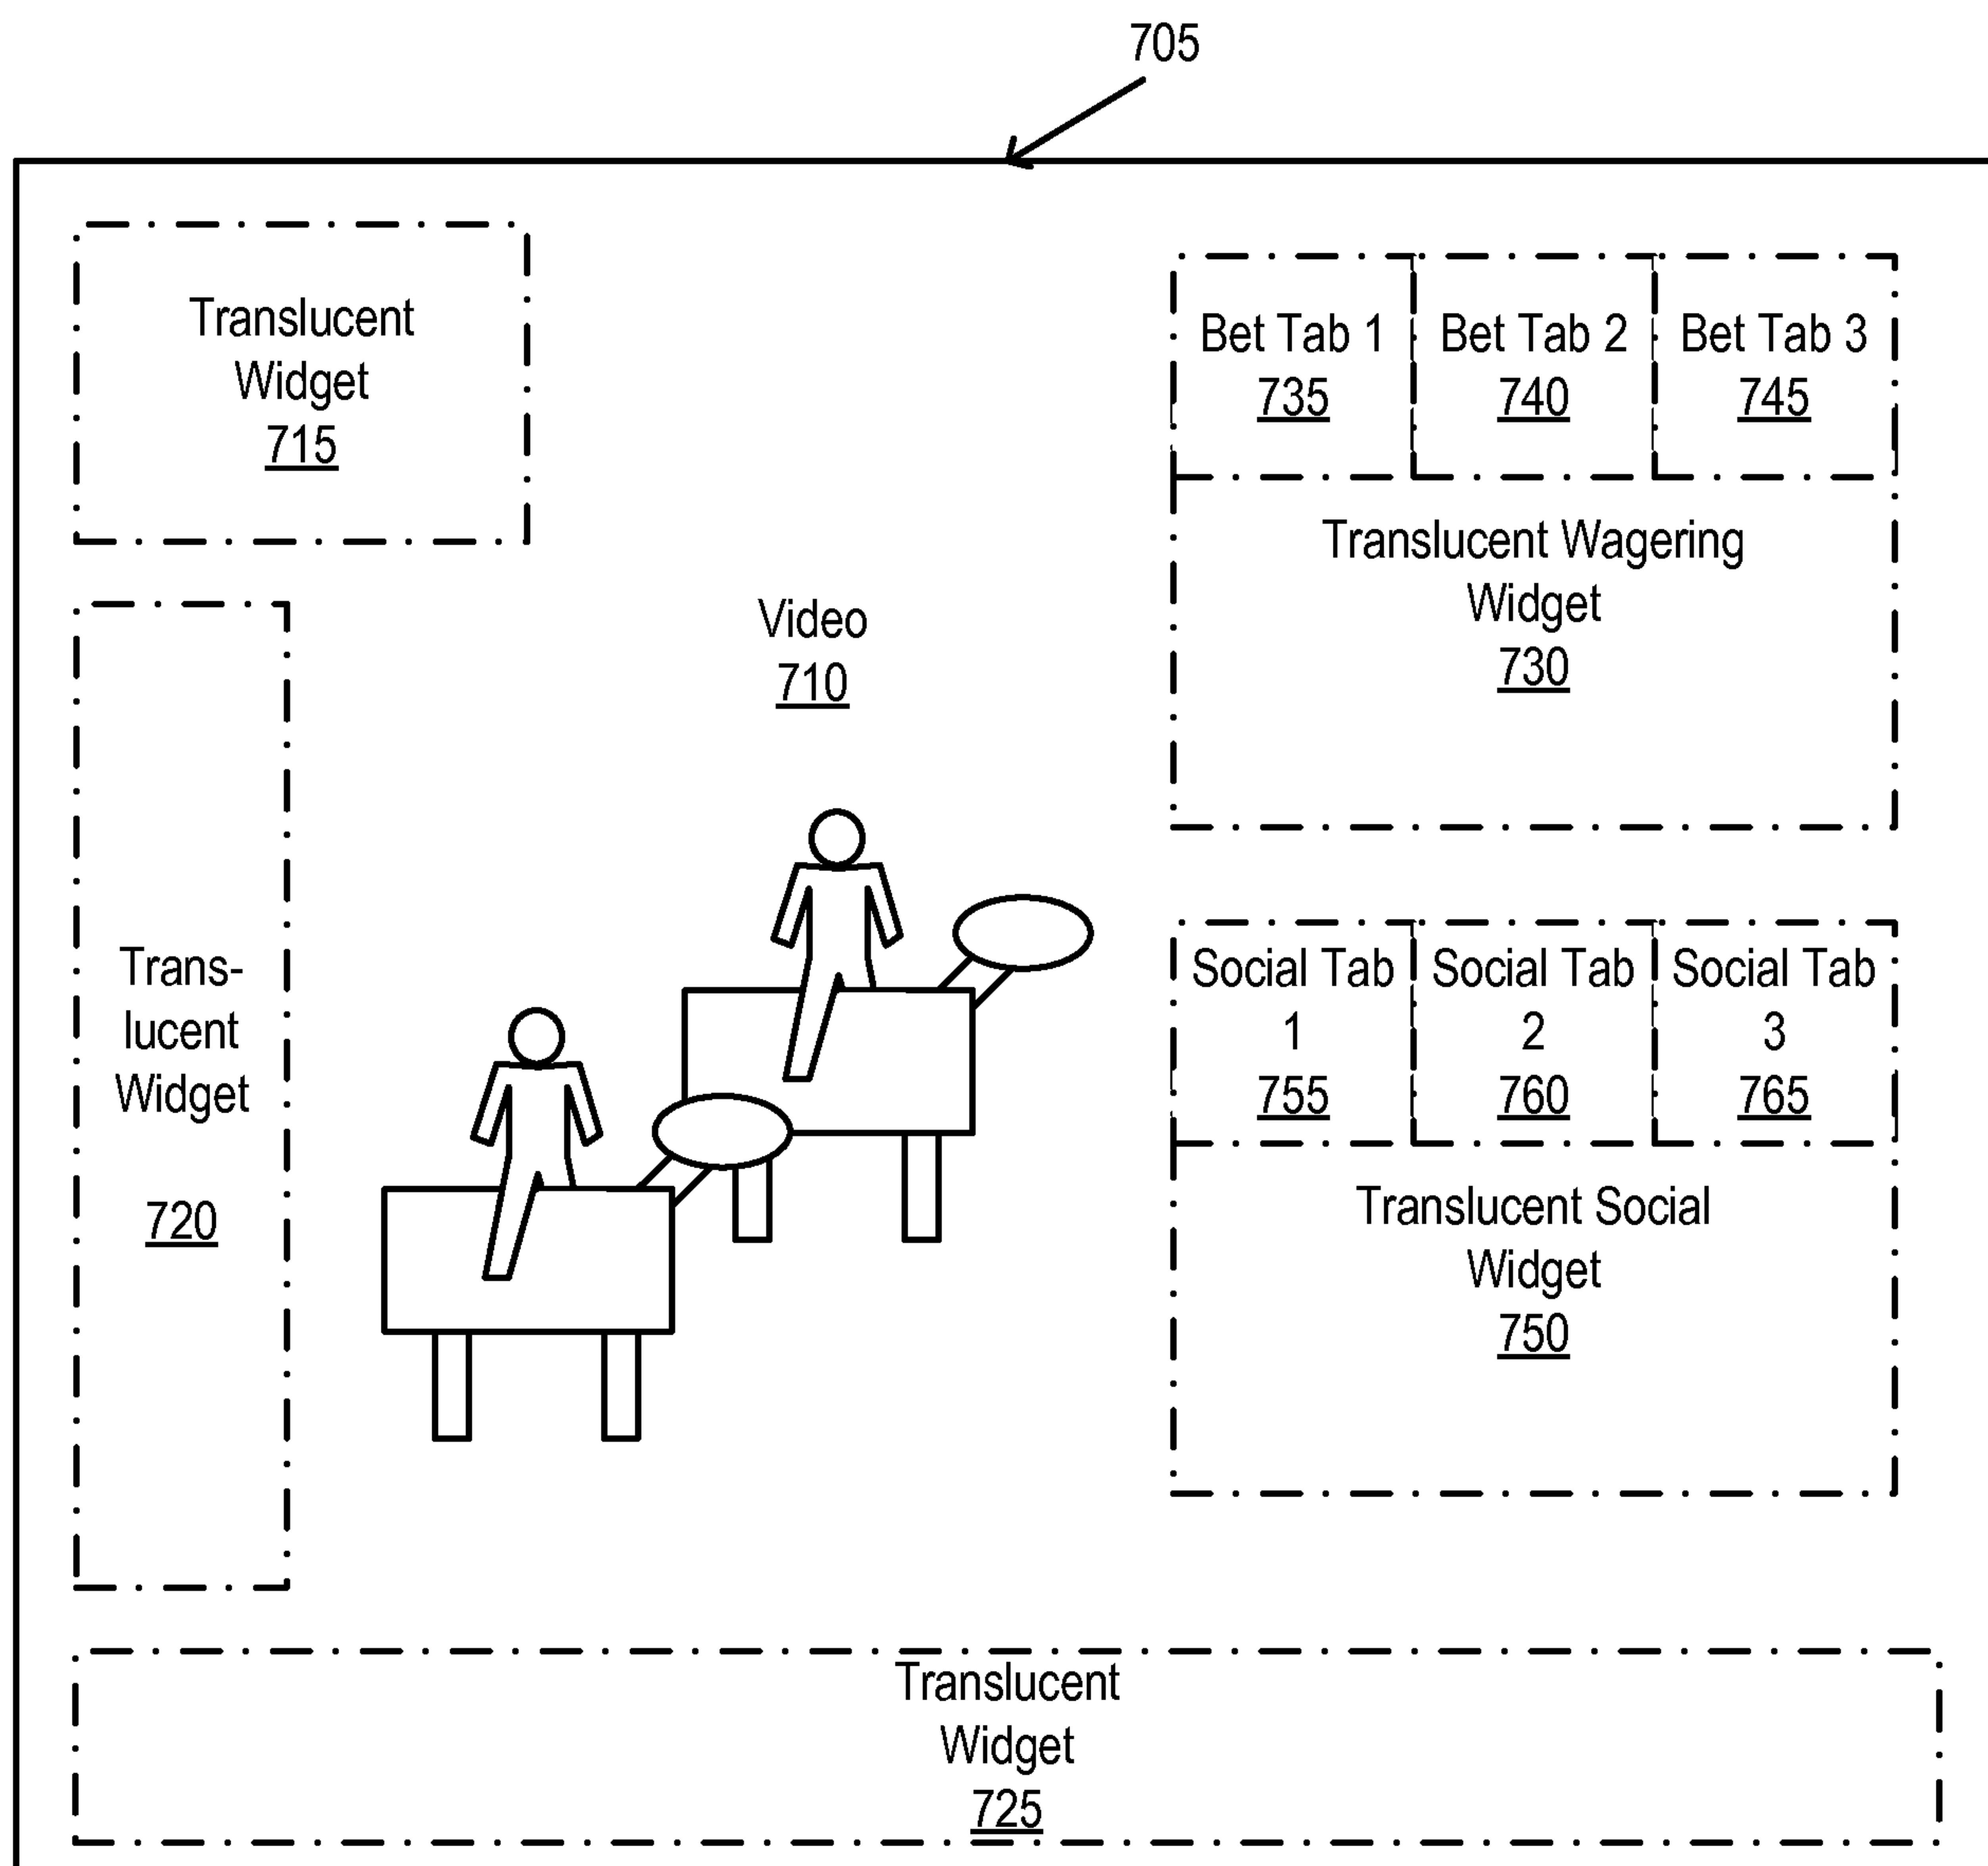 705
Translucent
Widget
715
Bet Tab 1
735
Bet Tab 2
740
Bet Tab 3
745
Translucent Wagering
Widget
730
Video
710
Trans-
lucent
Widget
720
Social Tab
1
755
Social Tab
2
760
Social Tab
3
765
Translucent Social
Widget
750
Translucent
Widget
725